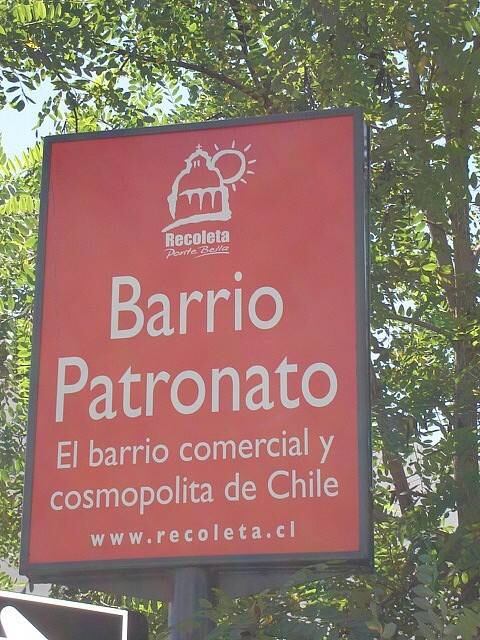 Recoleta
Ponte Bella
Barrio
Patronato
El barrio comercial y
cosmopolita de Chile
www.recoleta.cl